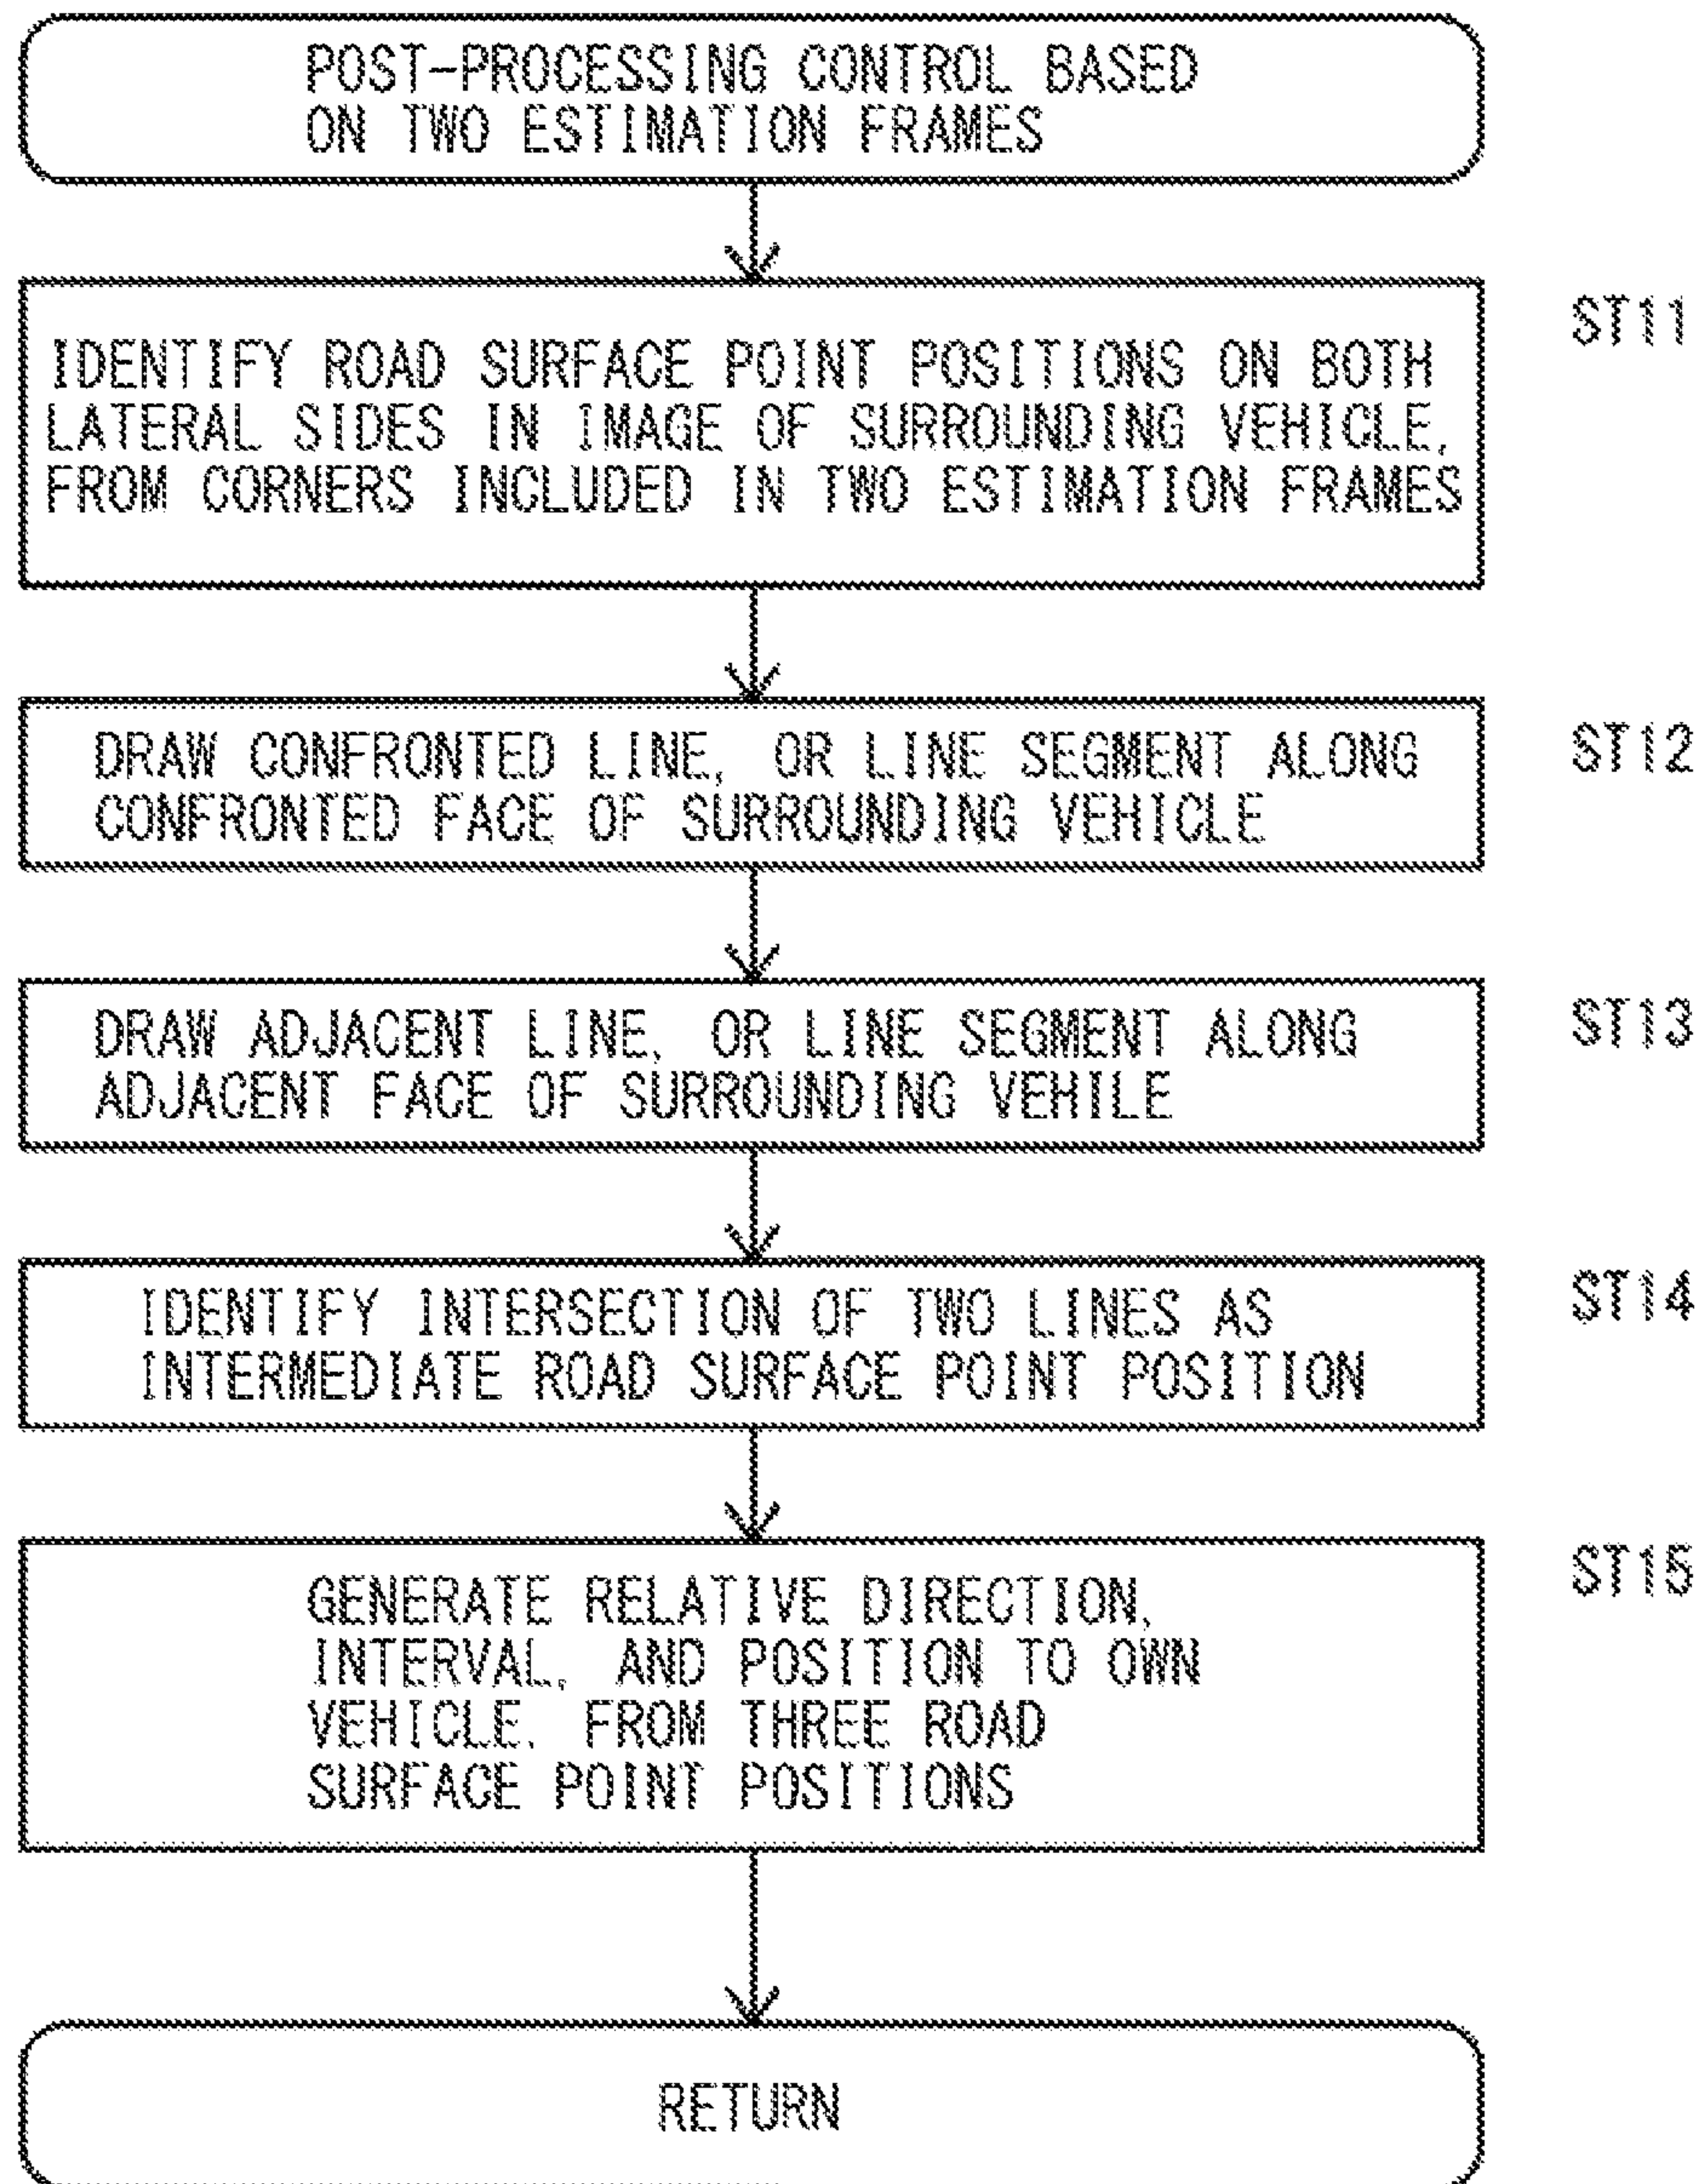 POST-PROCESSING CONTROL BASED
ON TWO ESTIMATION FRAMES
ST11
IDENTIFY ROAD SURFACE POINT POSITIONS ON BOTH
LATERAL SIDES IN IMAGE OF SURROUNDING VEHICLE,
FROM CORNERS INCLUDED IN TWO ESTIMATION FRAMES
ST12
DRAW CONFRONTED LINE, OR LINE SEGMENT ALONG
CONFRONTED FACE OF SURROUNDING VEHICLE
ST13
DRAW ADJACENT LINE, OR LINE SEGMENT ALONG
ADJACENT FACE OF SURROUNDING VEHILE
ST14
IDENTIFY INTERSECTION OF TWO LINES AS
INTERMEDIATE ROAD SURFACE POINT POSITION
ST15
GENERATE RELATIVE DIRECTION,
INTERVAL, AND POSITION TO OWN
VEHICLE, FROM THREE ROAD
SURFACE POINT POSITIONS
RETURN